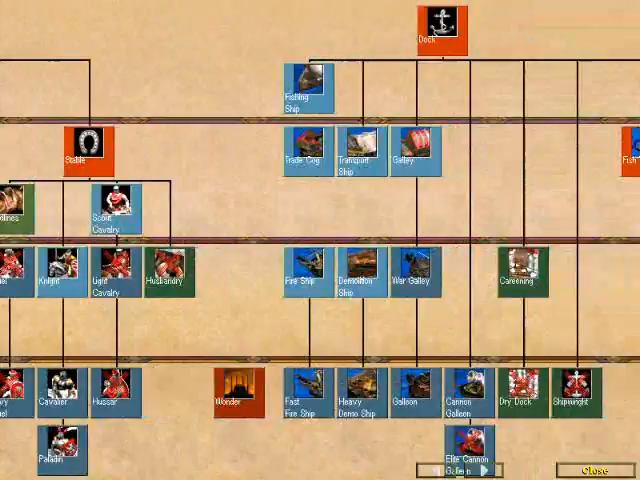 Dock
Fishing
Ship
Stable
Trade Cog
Transport
Ship
Galley
Fish
Scout
Cavalry
Knight
Light
Cavalry
Husbandry
Fire Ship
Demolition
Ship
War Galley
Careening
Cavalier
Hussar
Wonder
Fast
Fire Ship
Heavy
Demo Ship
Galleon
Cannon
Galleon
Dry Dock
Shipwright
Paladin
Elite Cannon
Galleon
Close